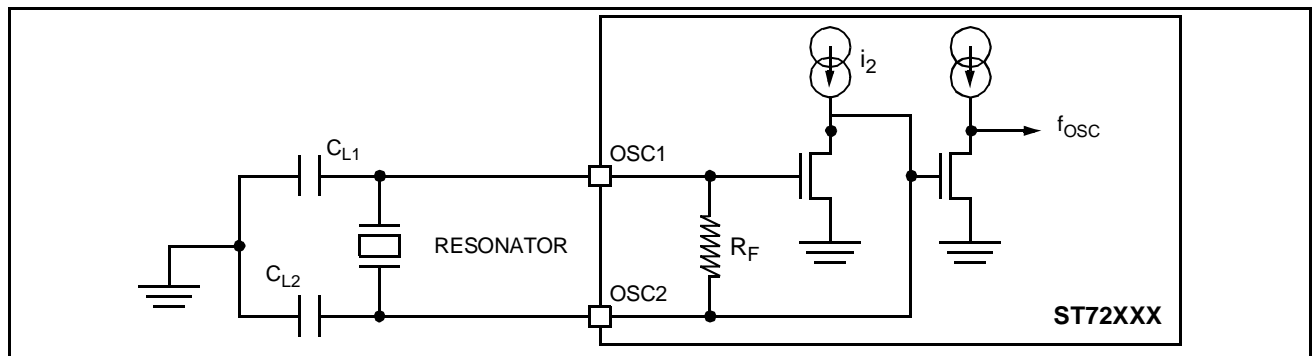 i2
fOSC
CL1
OSC1
RESONATOR
RF
CL2
OSC2
ST72XXX